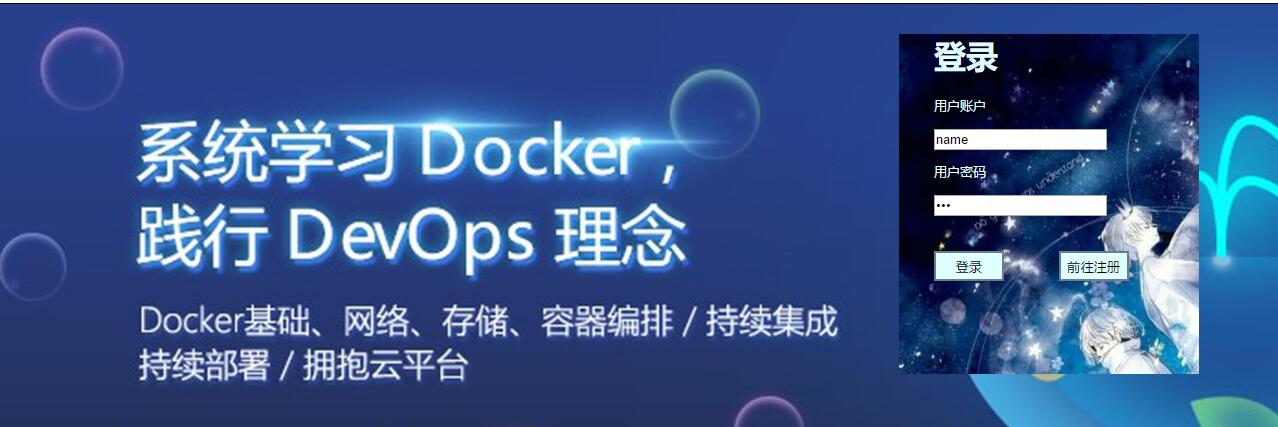 系统学习 Docker，
践行 DevOps 理念
Docker基础、网络、存储、容器编排 / 持续集成
持续部署 / 拥抱云平台
登录
用户账户
name
用户密码
•••
登录
前往注册